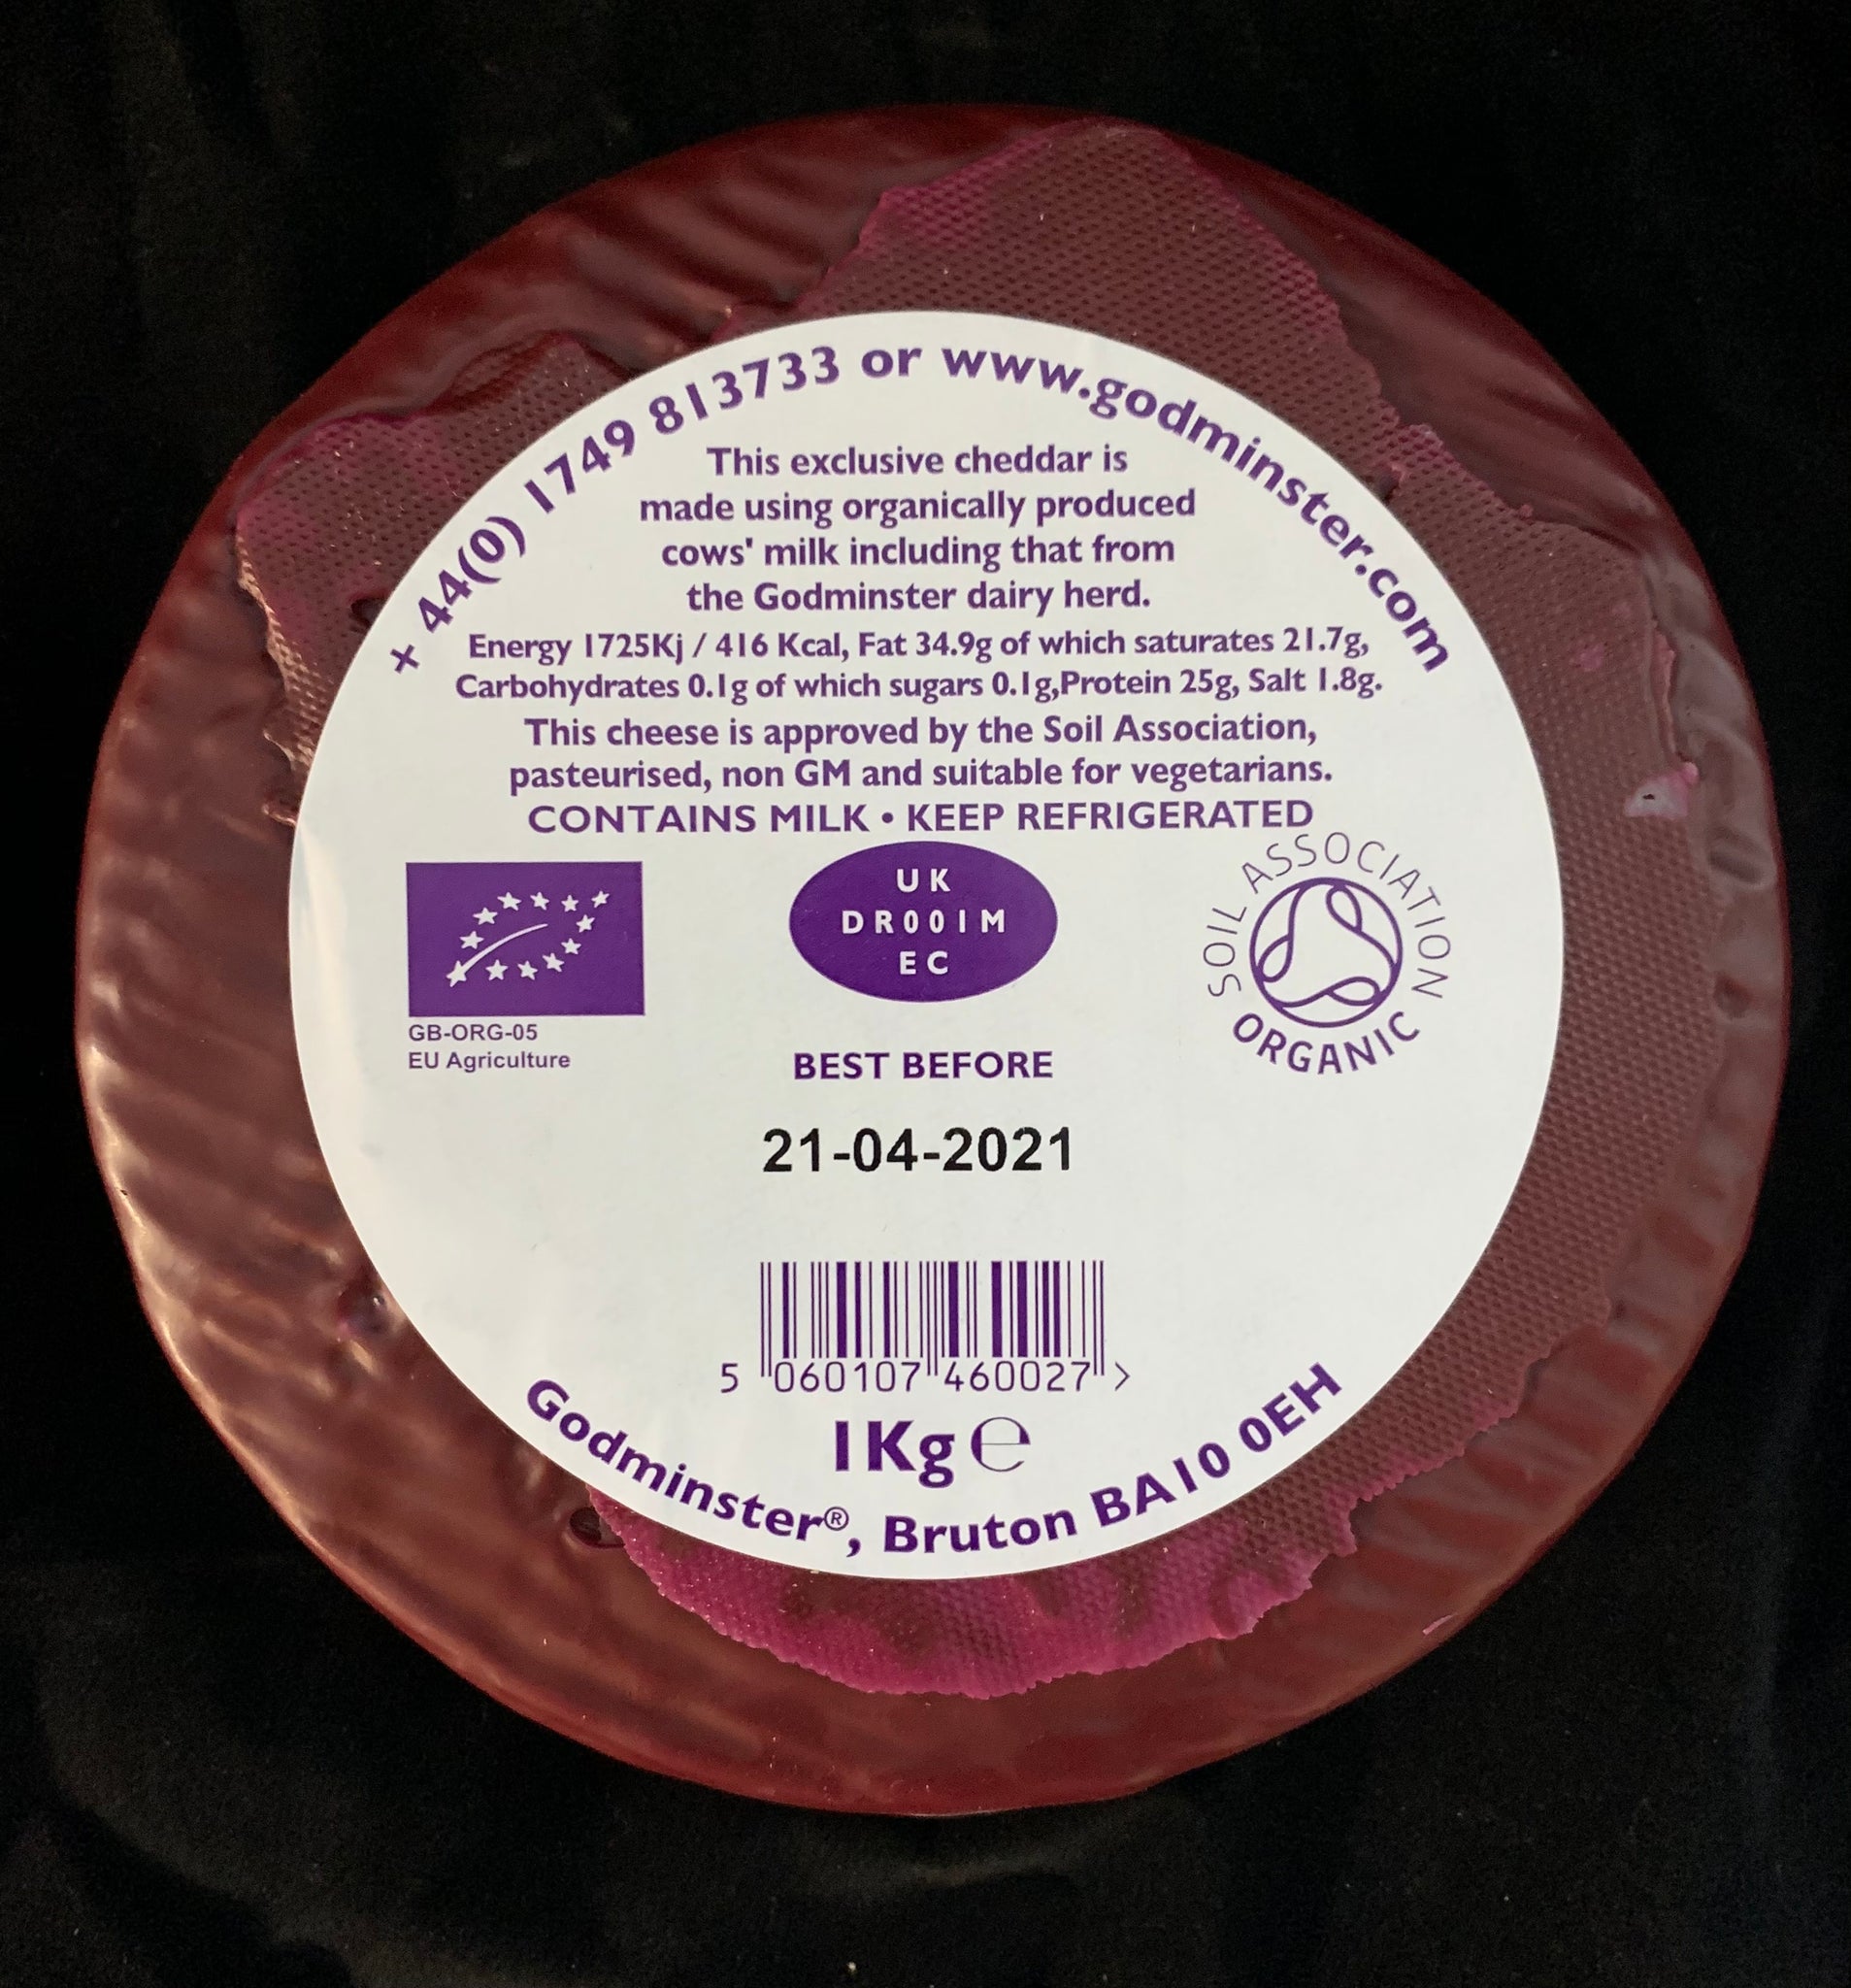 + 44(0) 1749 813733 or www.godminster.com
This exclusive cheddar is
made using organically produced
cows' milk including that from
the Godminster dairy herd.
Energy 1725Kj / 416 Kcal, Fat 34.9g of which saturates 21.7g,
Carbohydrates 0.1g of which sugars 0.1g,Protein 25g, Salt 1.8g.
This cheese is approved by the Soil Association,
pasteurised, non GM and suitable for vegetarians.
CONTAINS MILK • KEEP REFRIGERATED
GB-ORG-05
EU Agriculture
UK
DR001M
EC
SOIL ASSOCIATION
ORGANIC
BEST BEFORE
21-04-2021
5 060107 460027 >
1Kg ℮
Godminster®, Bruton BA10 0EH